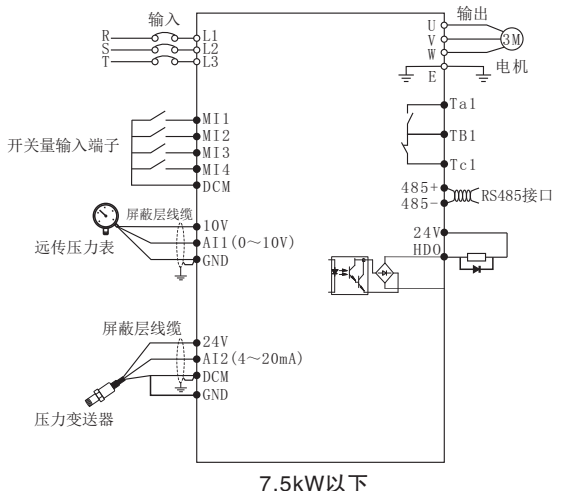 输入
R
S
T
L1
L2
L3
输出
U
V
W
3M
E
电机
开关量输入端子
MI1
MI2
MI3
MI4
DCM
Ta1
TB1
Tc1
485+
485-
RS485接口
屏蔽层线缆
远传压力表
10V
AI1(0～10V)
GND
24V
HDO
屏蔽层线缆
压力变送器
24V
AI2(4～20mA)
DCM
GND
7.5kW以下